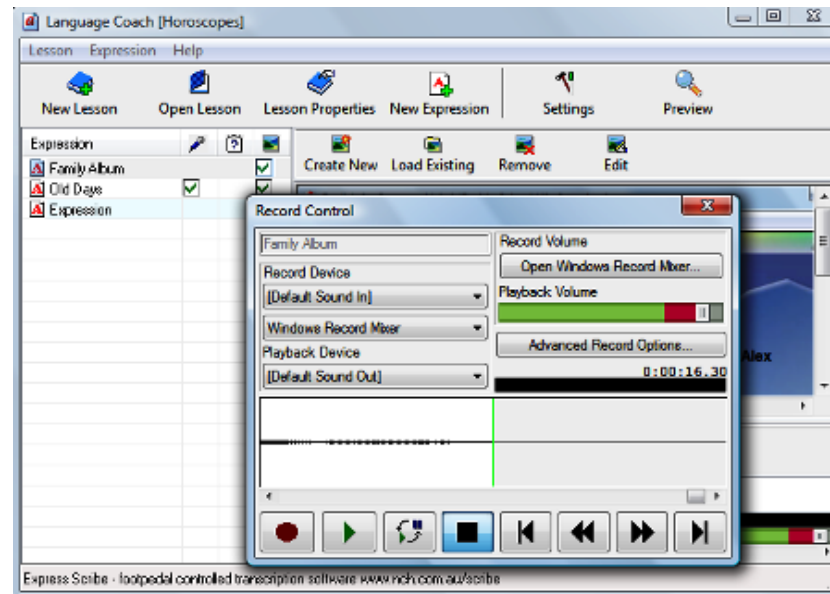 Language Coach [Horoscopes]
Lesson Expression Help
New Lesson Open Lesson Lesson Properties New Expression Settings Preview
Expression
Create New Load Existing Remove Edit
Family Album
Old Days
Expression
Record Control
Family Album
Record Device
[Default Sound In]
Windows Record Mixer
Playback Device
[Default Sound Out]
Record Volume
Open Windows Record Mixer...
Playback Volume
Advanced Record Options...
0:00:16.30
Alex
Express Scribe - footpedal controlled transcription software www.nch.com.au/scribe